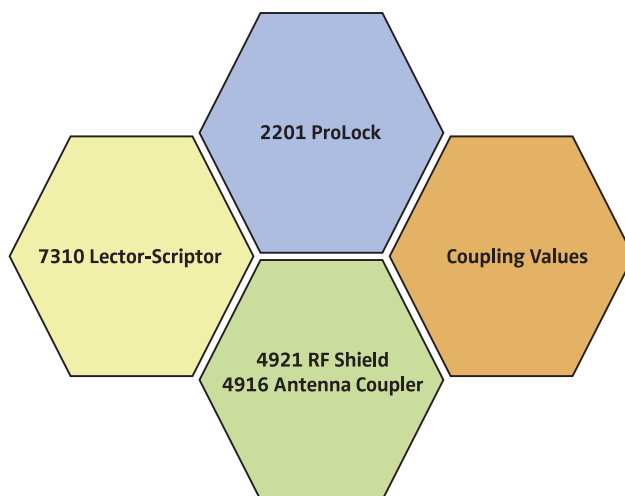 2201 ProLock
7310 Lector-Scriptor
Coupling Values
4921 RF Shield
4916 Antenna Coupler